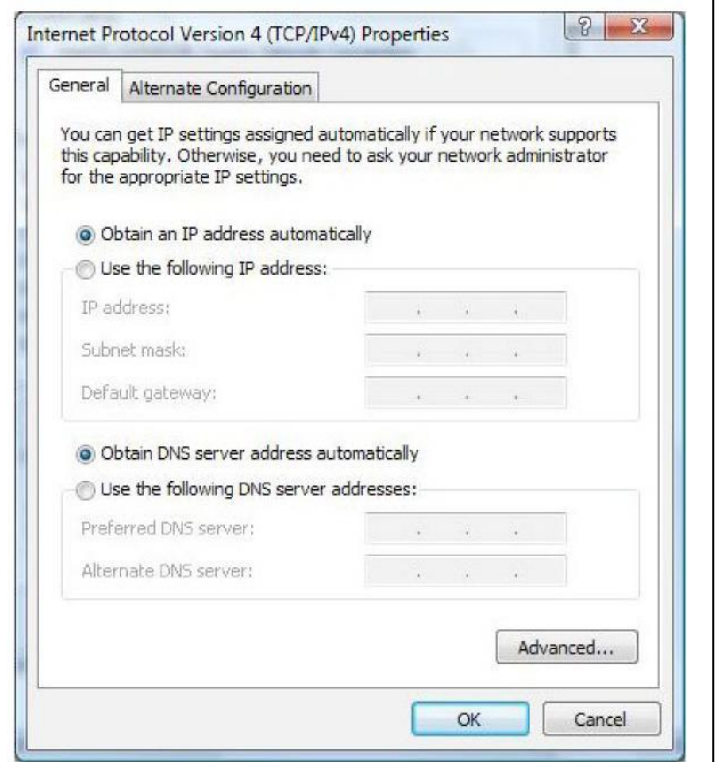 Internet Protocol Version 4 (TCP/IPv4) Properties
General
Alternate Configuration
You can get IP settings assigned automatically if your network supports
this capability. Otherwise, you need to ask your network administrator
for the appropriate IP settings.
Obtain an IP address automatically
Use the following IP address:
IP address:
Subnet mask:
Default gateway:
Obtain DNS server address automatically
Use the following DNS server addresses:
Preferred DNS server:
Alternate DNS server:
Advanced...
OK
Cancel